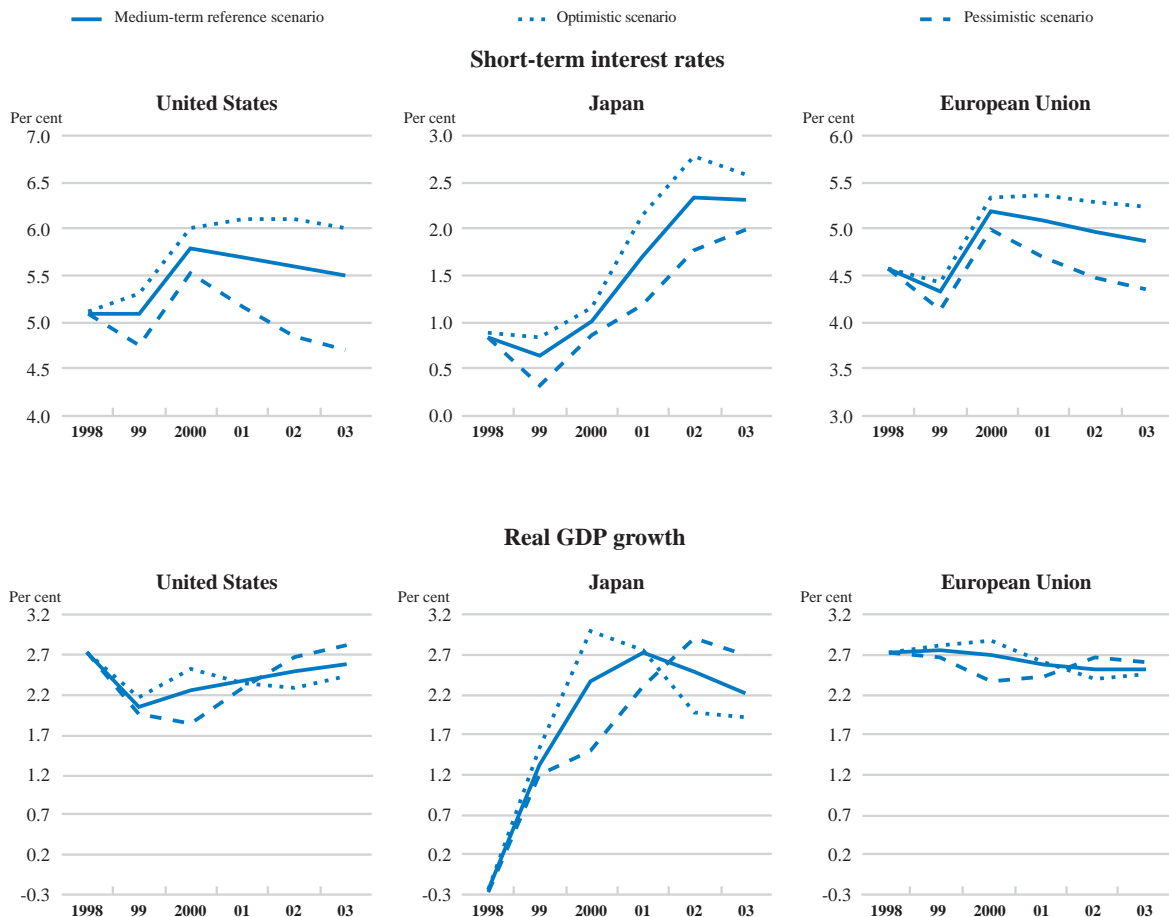 Medium-term reference scenario Optimistic scenario Pessimistic scenario
Short-term interest rates
United States
Per cent
7.0
6.5
6.0
5.5
5.0
4.5
4.0
1998 99 2000 01 02 03
Japan
Per cent
3.0
2.5
2.0
1.5
1.0
0.5
0.0
1998 99 2000 01 02 03
European Union
Per cent
6.0
5.5
5.0
4.5
4.0
3.5
3.0
1998 99 2000 01 02 03
Real GDP growth
United States
Per cent
3.2
2.7
2.2
1.7
1.2
0.7
0.2
-0.3
1998 99 2000 01 02 03
Japan
Per cent
3.2
2.7
2.2
1.7
1.2
0.7
0.2
-0.3
1998 99 2000 01 02 03
European Union
Per cent
3.2
2.7
2.2
1.7
1.2
0.7
0.2
-0.3
1998 99 2000 01 02 03